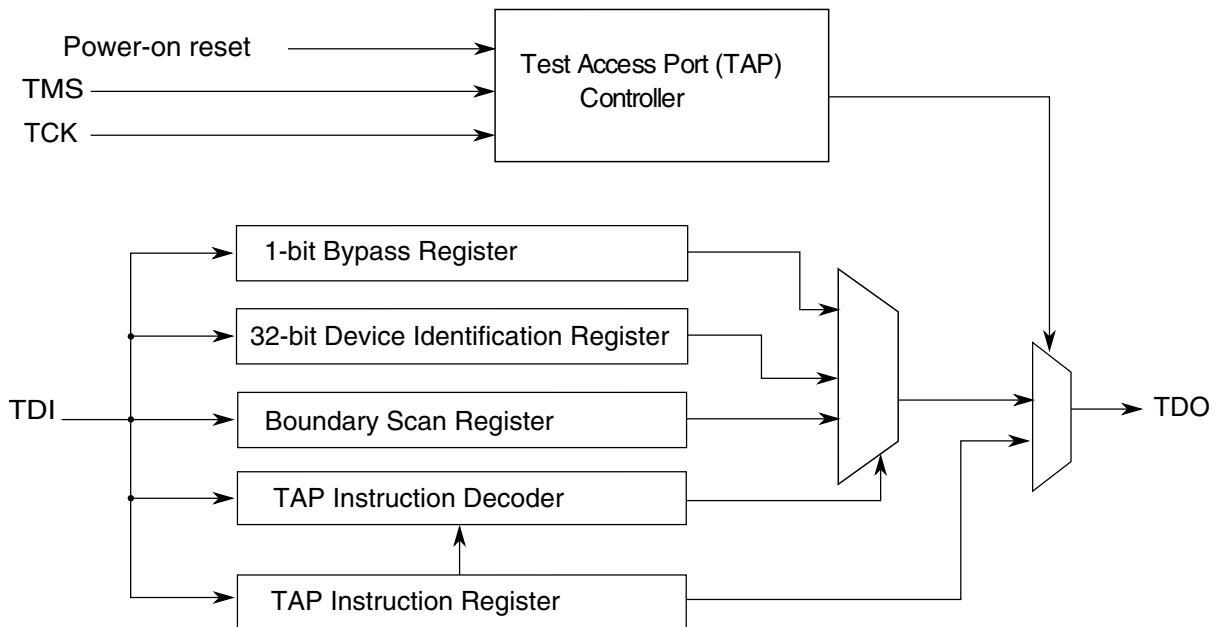 Power-on reset
TMS
TCK
Test Access Port (TAP)
Controller
1-bit Bypass Register
32-bit Device Identification Register
TDI
Boundary Scan Register
TDO
TAP Instruction Decoder
TAP Instruction Register